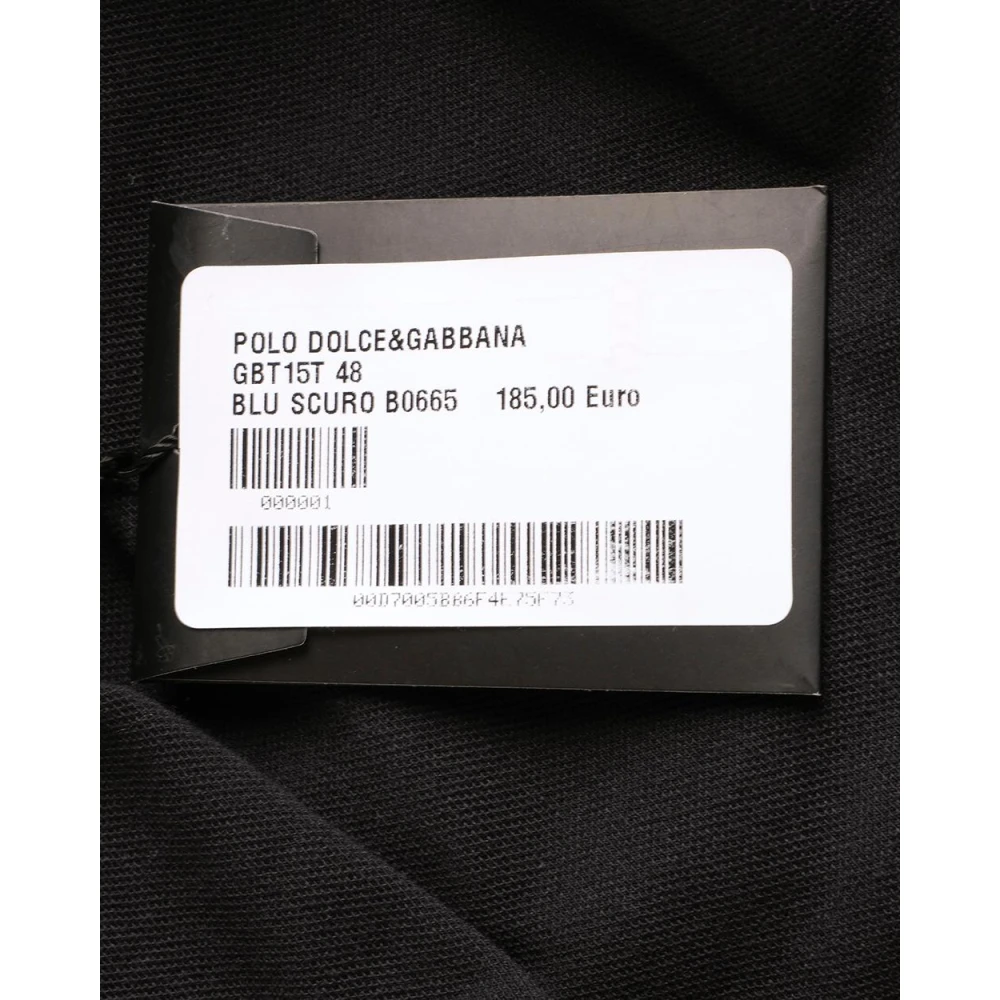 POLO DOLCE&GABBANA
GBT15T 48
BLU SCURO B0665 185,00 Euro
000001